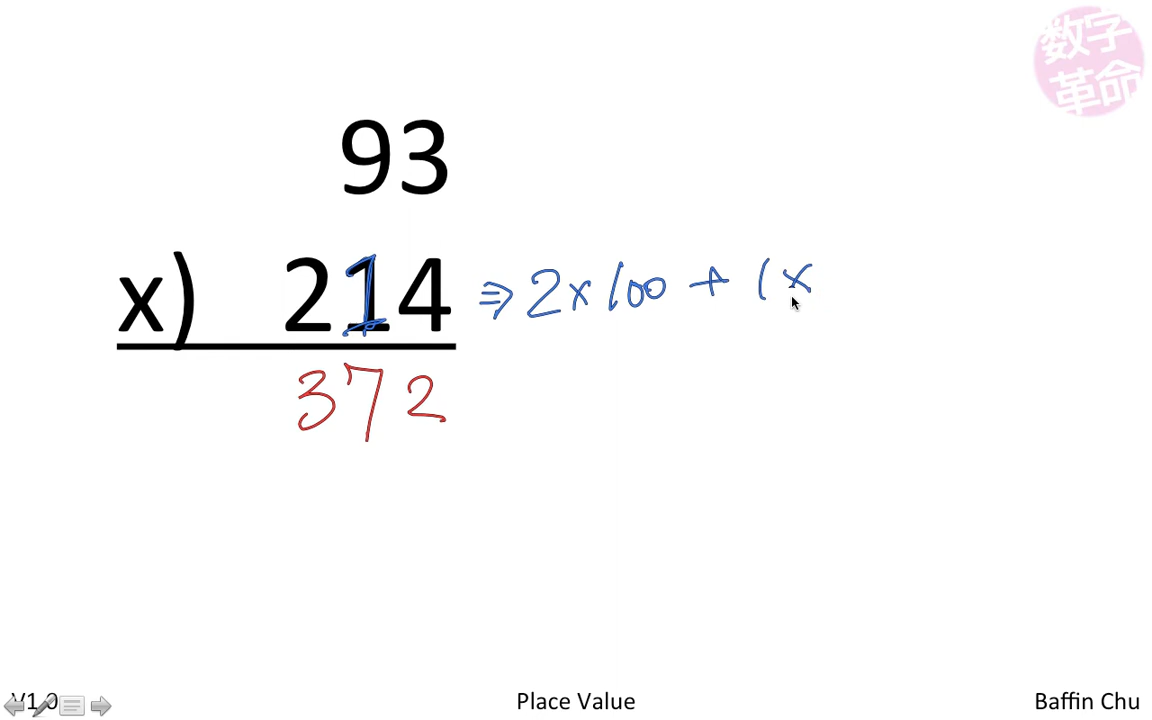 数字
革命
93
x) 214 ⇒ 2x100 + 1x
372
V1.0 Place Value Baffin Chu